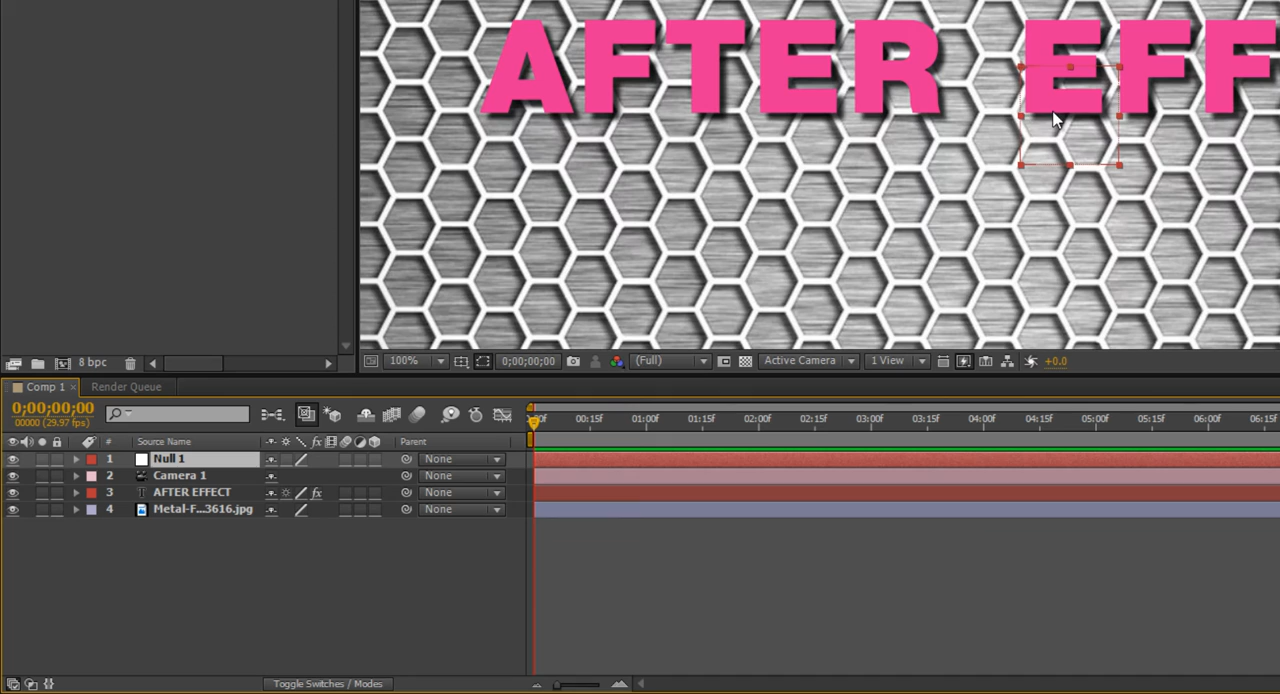 AFTER EFF
8 bpc
100%
0;00;00;00
(Full)
Active Camera
1 View
+0.0
Comp 1 ×
Render Queue
0;00;00;00
00000 (29.97 fps)
00:15f
01:00f
01:15f
02:00f
02:15f
03:00f
03:15f
04:00f
04:15f
05:00f
05:15f
06:00f
06:15f
# Source Name fx Parent
1 Null 1 None
2 Camera 1 None
3 T AFTER EFFECT fx None
4 Metal-F...3616.jpg None
Toggle Switches / Modes